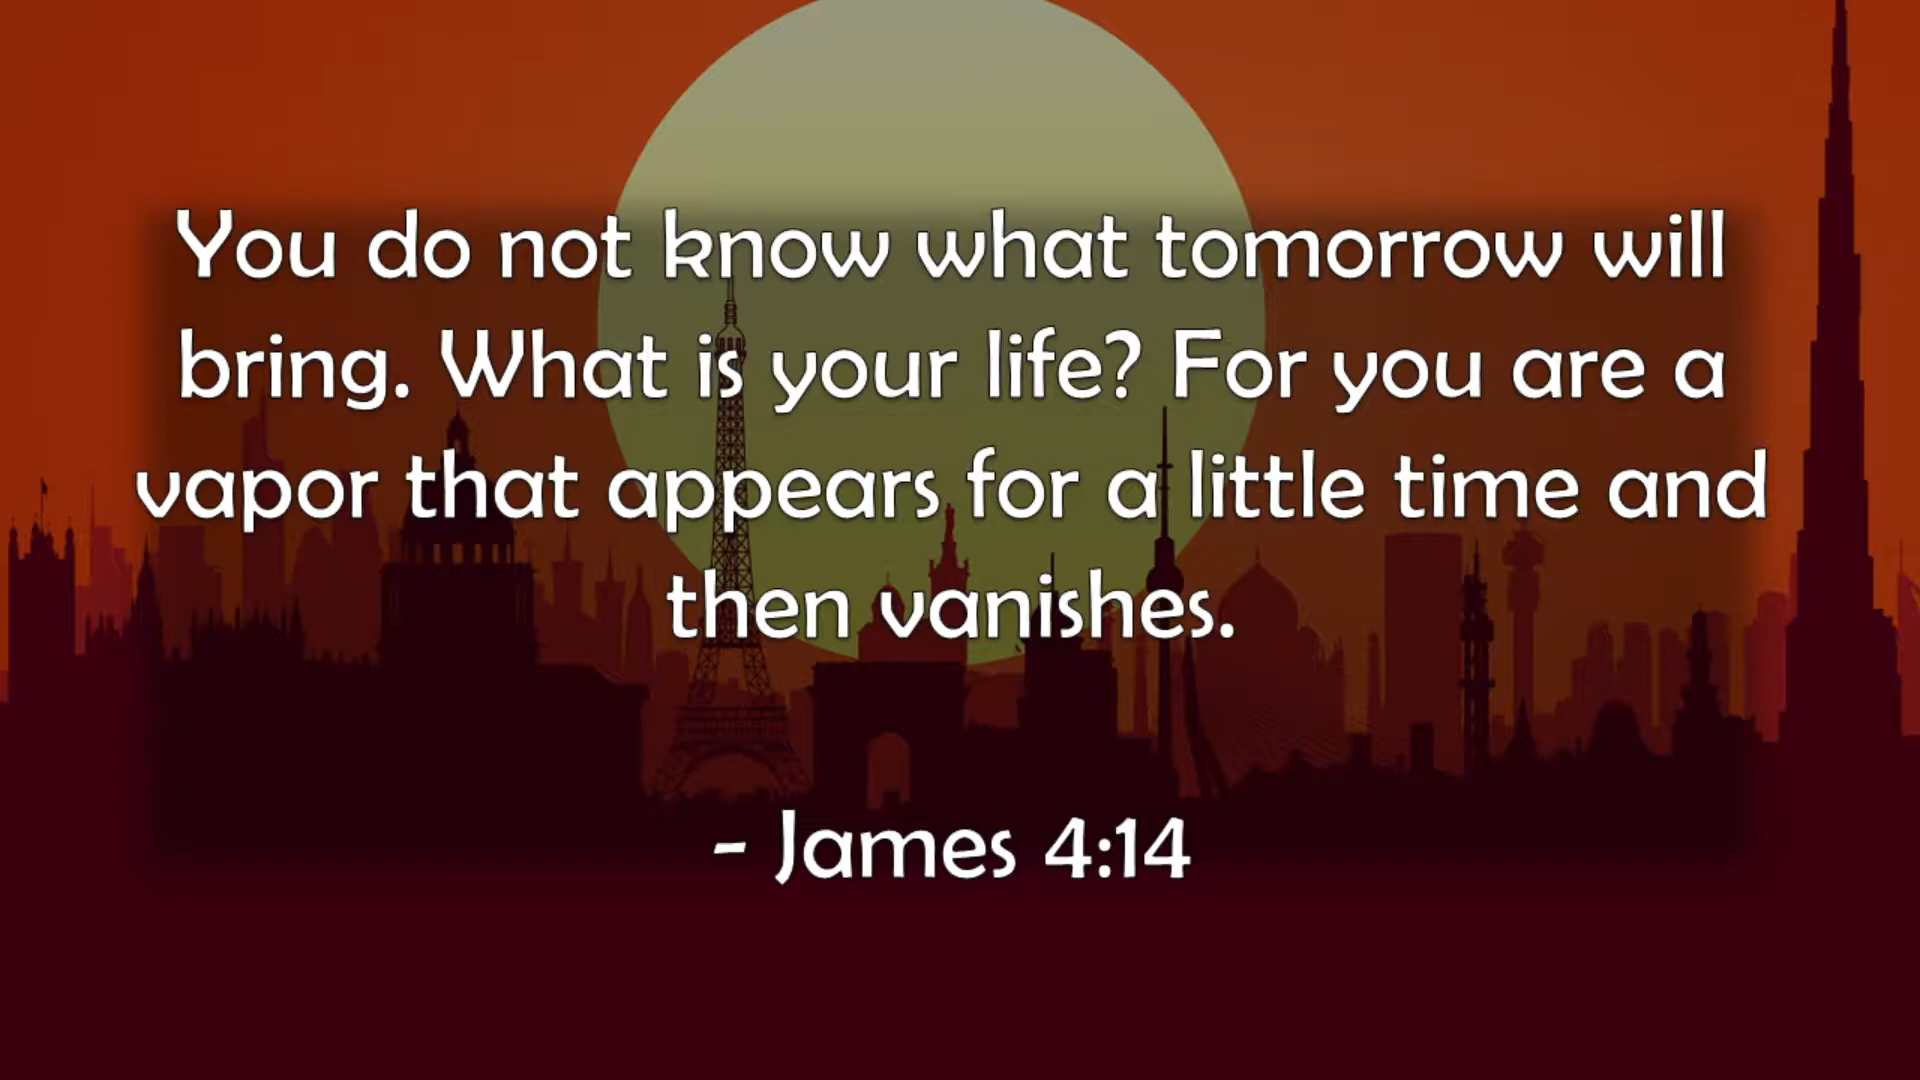 You do not know what tomorrow will
bring. What is your life? For you are a
vapor that appears for a little time and
then vanishes.
- James 4:14